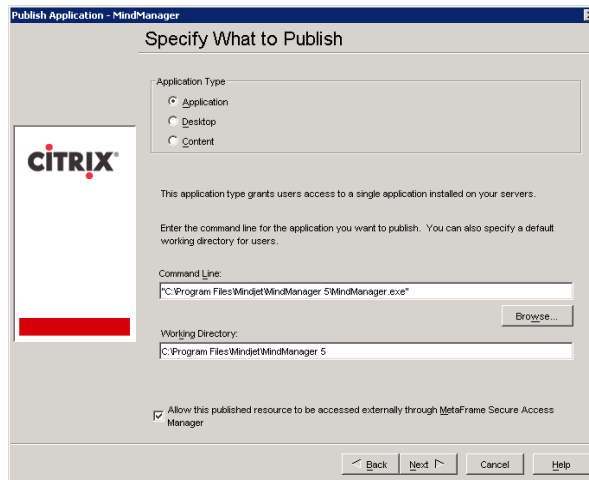 Publish Application - MindManager
Specify What to Publish
Application Type
Application
Desktop
Content
CITRIX®
This application type grants users access to a single application installed on your servers.
Enter the command line for the application you want to publish. You can also specify a default
working directory for users.
Command Line:
"C:\Program Files\Mindjet\MindManager 5\MindManager.exe"
Browse...
Working Directory:
C:\Program Files\Mindjet\MindManager 5
Allow this published resource to be accessed externally through MetaFrame Secure Access
Manager
Back
Next
Cancel
Help